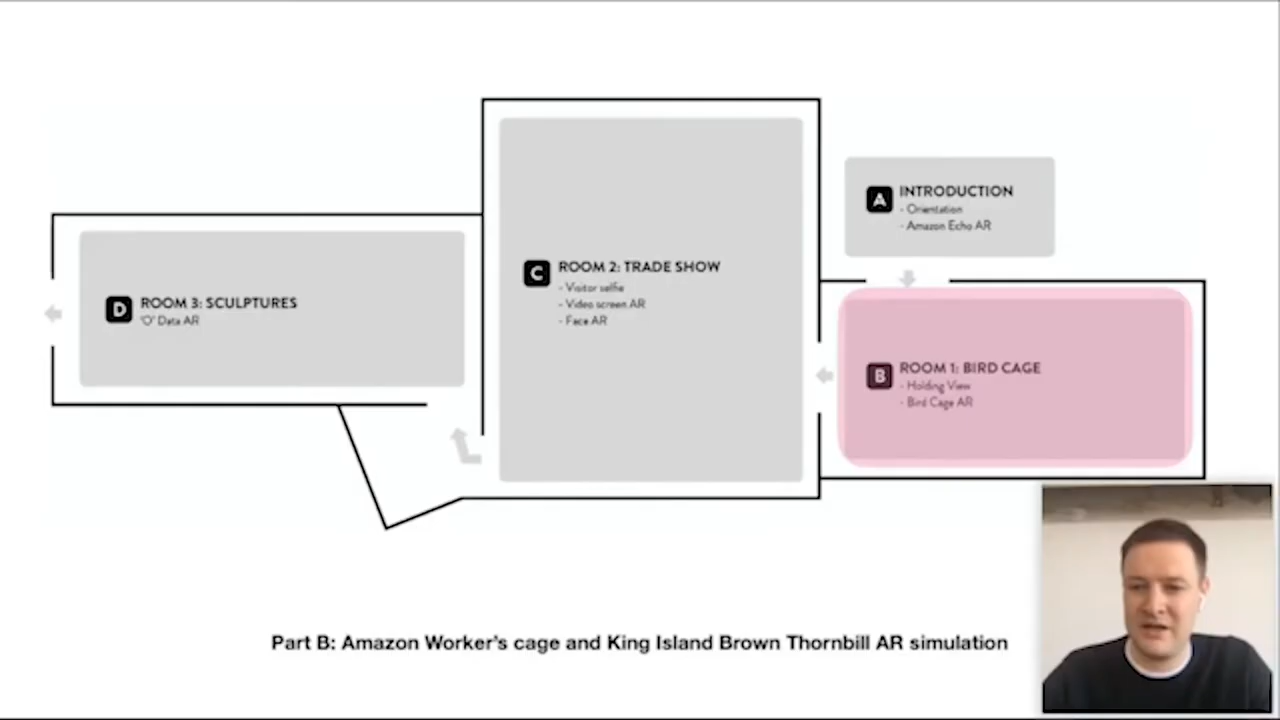 A
INTRODUCTION
- Orientation
- Amazon Echo AR
B
ROOM 1: BIRD CAGE
- Holding View
- Bird Cage AR
C
ROOM 2: TRADE SHOW
- Visitor selfie
- Video screen AR
- Face AR
D
ROOM 3: SCULPTURES
'O' Data AR
Part B: Amazon Worker's cage and King Island Brown Thornbill AR simulation